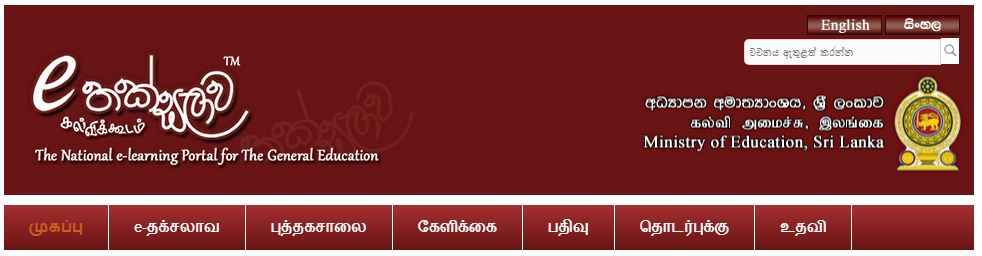 English සිංහල
වචනය ඇතුළත් කරන්න
e තක්සලාව TM
கல்விக்கூடம்
The National e-learning Portal for The General Education
අධ්‍යාපන අමාත්‍යාංශය, ශ්‍රී ලංකාව
கல்வி அமைச்சு, இலங்கை
Ministry of Education, Sri Lanka
முகப்பு e-தக்சலாவ புத்தகசாலை கேளிக்கை பதிவு தொடர்புக்கு உதவி